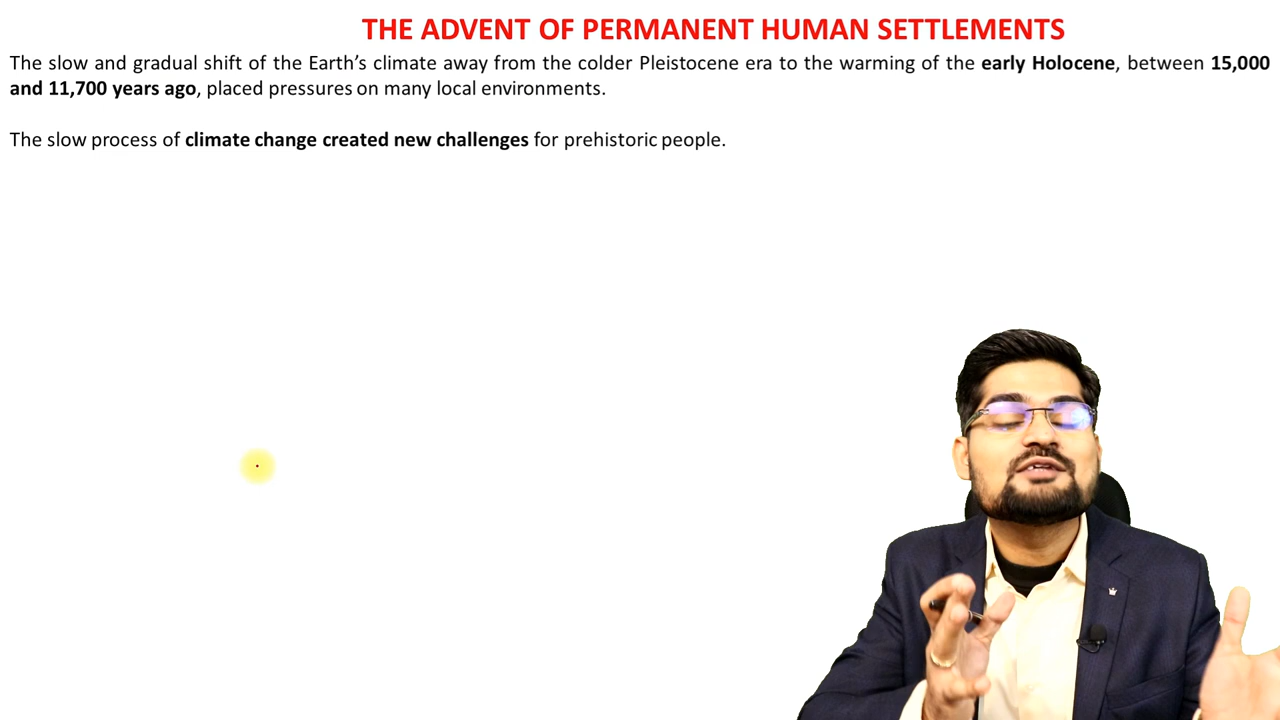 THE ADVENT OF PERMANENT HUMAN SETTLEMENTS
The slow and gradual shift of the Earth’s climate away from the colder Pleistocene era to the warming of the early Holocene, between 15,000
and 11,700 years ago, placed pressures on many local environments.
The slow process of climate change created new challenges for prehistoric people.